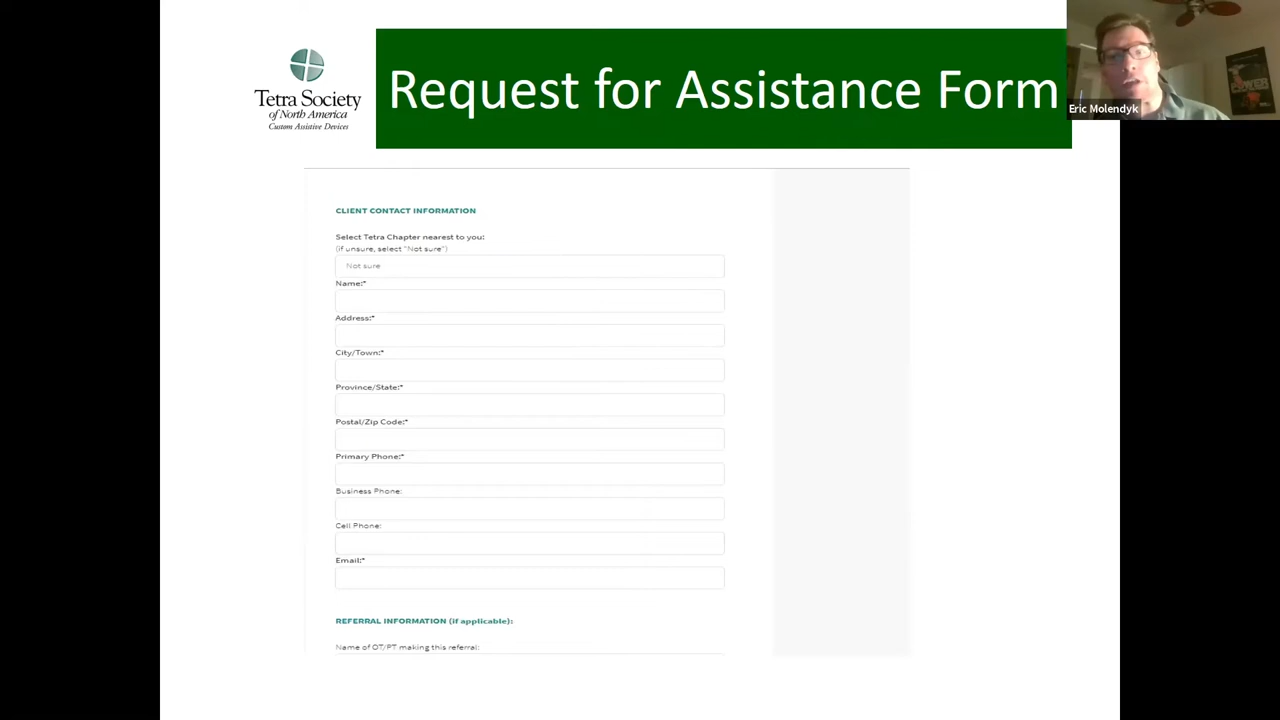 Tetra Society
of North America
Custom Assistive Devices
Request for Assistance Form
POWER
Eric Molendyk
CLIENT CONTACT INFORMATION
Select Tetra Chapter nearest to you:
(if unsure, select "Not sure")
Not sure
Name:*
Address:*
City/Town:*
Province/State:*
Postal/Zip Code:*
Primary Phone:*
Business Phone:
Cell Phone:
Email:*
REFERRAL INFORMATION (if applicable):
Name of OT/PT making this referral: